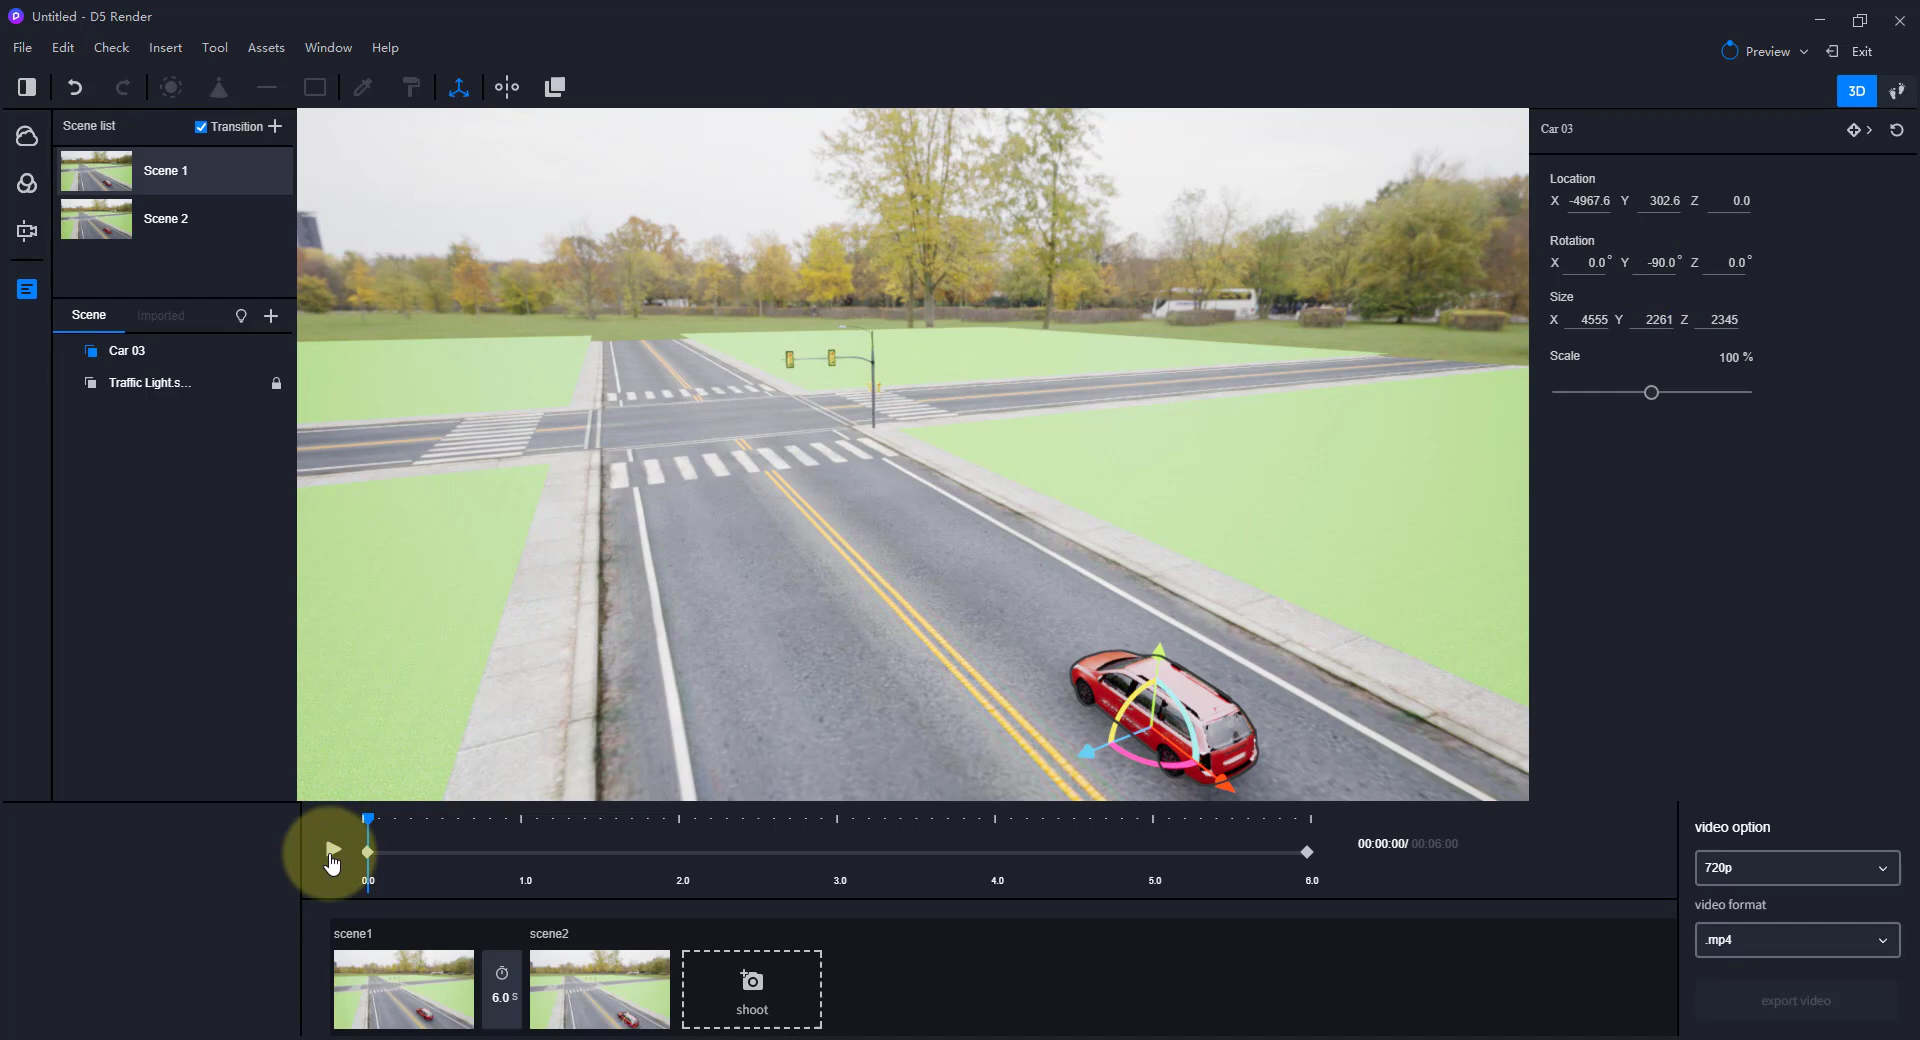 Untitled - D5 Render
File Edit Check Insert Tool Assets Window Help
Preview Exit
3D
Scene list Transition
Scene 1
Scene 2
Scene Imported
Car 03
Traffic Light.s...
Car 03
Location
X -4967.6 Y 302.6 Z 0.0
Rotation
X 0.0° Y -90.0° Z 0.0°
Size
X 4555 Y 2261 Z 2345
Scale 100 %
00:00:00/ 00:06:00
0.0 1.0 2.0 3.0 4.0 5.0 6.0
scene1 scene2
6.0 S
shoot
video option
720p
video format
.mp4
export video